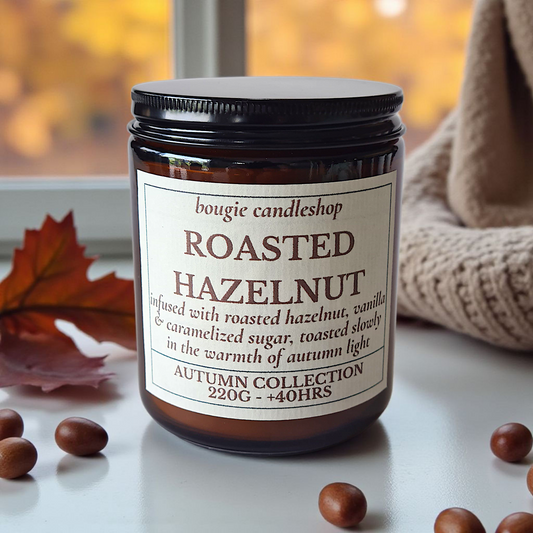 bougie candleshop
ROASTED
HAZELNUT
infused with roasted hazelnut, vanilla
& caramelized sugar, toasted slowly
in the warmth of autumn light
AUTUMN COLLECTION
220G - +40HRS